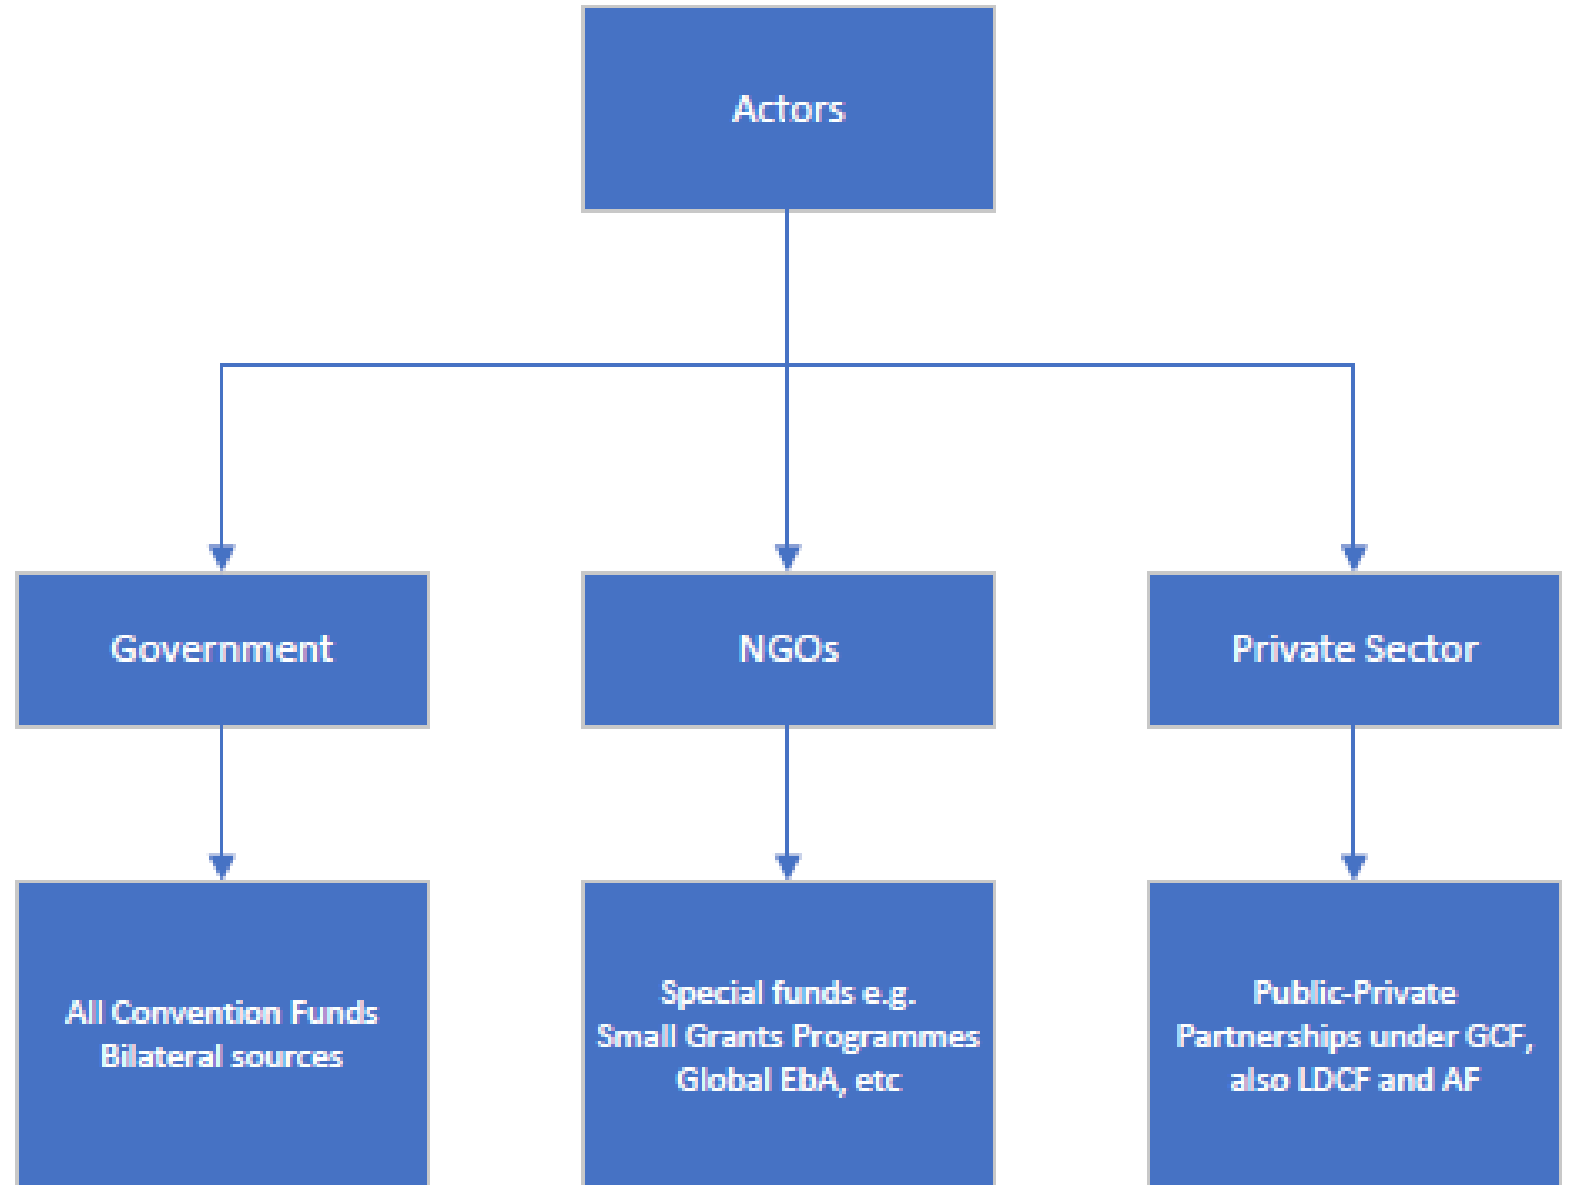 Actors
Government
NGOs
Private Sector
All Convention Funds
Bilateral sources
Special funds e.g.
Small Grants Programmes
Global EbA, etc
Public-Private
Partnerships under GCF,
also LDCF and AF